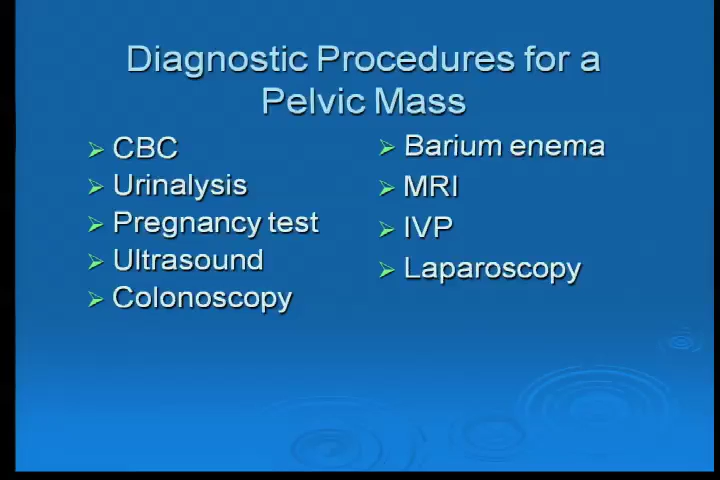 Diagnostic Procedures for a
Pelvic Mass
CBC
Urinalysis
Pregnancy test
Ultrasound
Colonoscopy
Barium enema
MRI
IVP
Laparoscopy